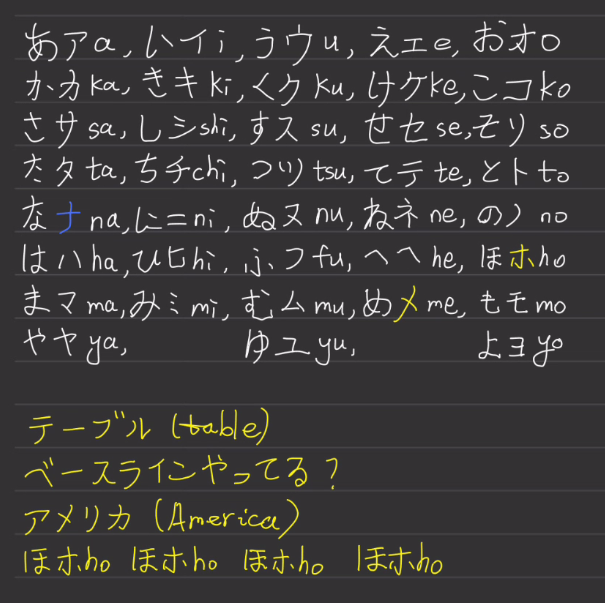 あアa, いイi, うウu, えエe, おオo
かカka, きキki, くクku, けケke, こコko
さサsa, しシshi, すスsu, せセse, そソso
たタta, ちチchi, つツtsu, てテte, とトto
なナna, にニni, ぬヌnu, ねネne, のノno
はハha, ひヒhi, ふフfu, へヘhe, ほホho
まマma, みミmi, むムmu, めメme, もモmo
やヤya, ゆユyu, よヨyo
テーブル (table)
ベースラインやってる?
アメリカ (America)
ほホho ほホho ほホho ほホho